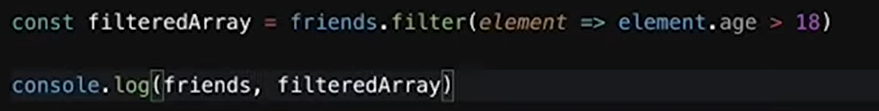 const filteredArray = friends.filter(element => element.age > 18)
console.log(friends, filteredArray)